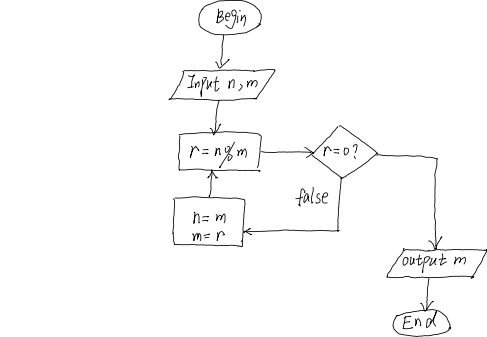 Begin
Input n, m
r = n % m
r = 0 ?
false
n = m
m = r
output m
End